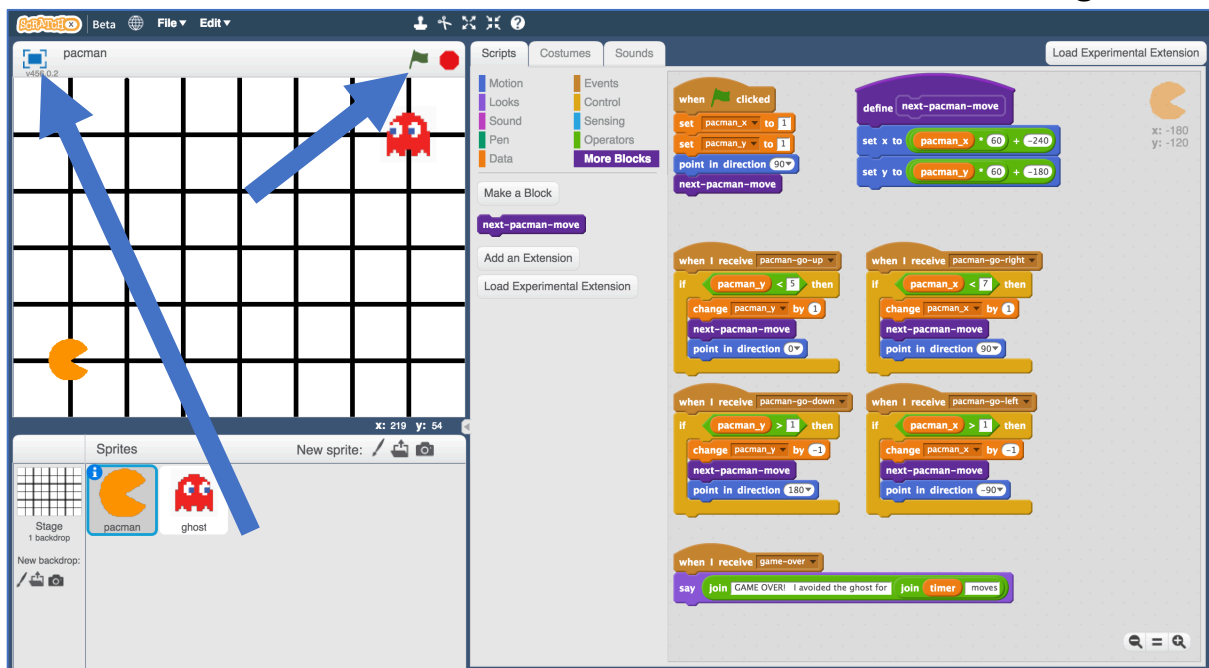 SCRATCHX Beta File▾ Edit▾
pacman
v456.0.2
x: 219 y: 54
Sprites New sprite:
Stage
1 backdrop
New backdrop:
pacman
ghost
Scripts Costumes Sounds
Load Experimental Extension
Motion Events
Looks Control
Sound Sensing
Pen Operators
Data More Blocks
Make a Block
next-pacman-move
Add an Extension
Load Experimental Extension
when clicked
set pacman_x to 1
set pacman_y to 1
point in direction 90▾
next-pacman-move
define next-pacman-move
set x to pacman_x * 60 + -240
set y to pacman_y * 60 + -180
x: -180
y: -120
when I receive pacman-go-up
if pacman_y < 5 then
change pacman_y by 1
next-pacman-move
point in direction 0▾
when I receive pacman-go-right
if pacman_x < 7 then
change pacman_x by 1
next-pacman-move
point in direction 90▾
when I receive pacman-go-down
if pacman_y > 1 then
change pacman_y by -1
next-pacman-move
point in direction 180▾
when I receive pacman-go-left
if pacman_x > 1 then
change pacman_x by -1
next-pacman-move
point in direction -90▾
when I receive game-over
say join GAME OVER! I avoided the ghost for join timer moves